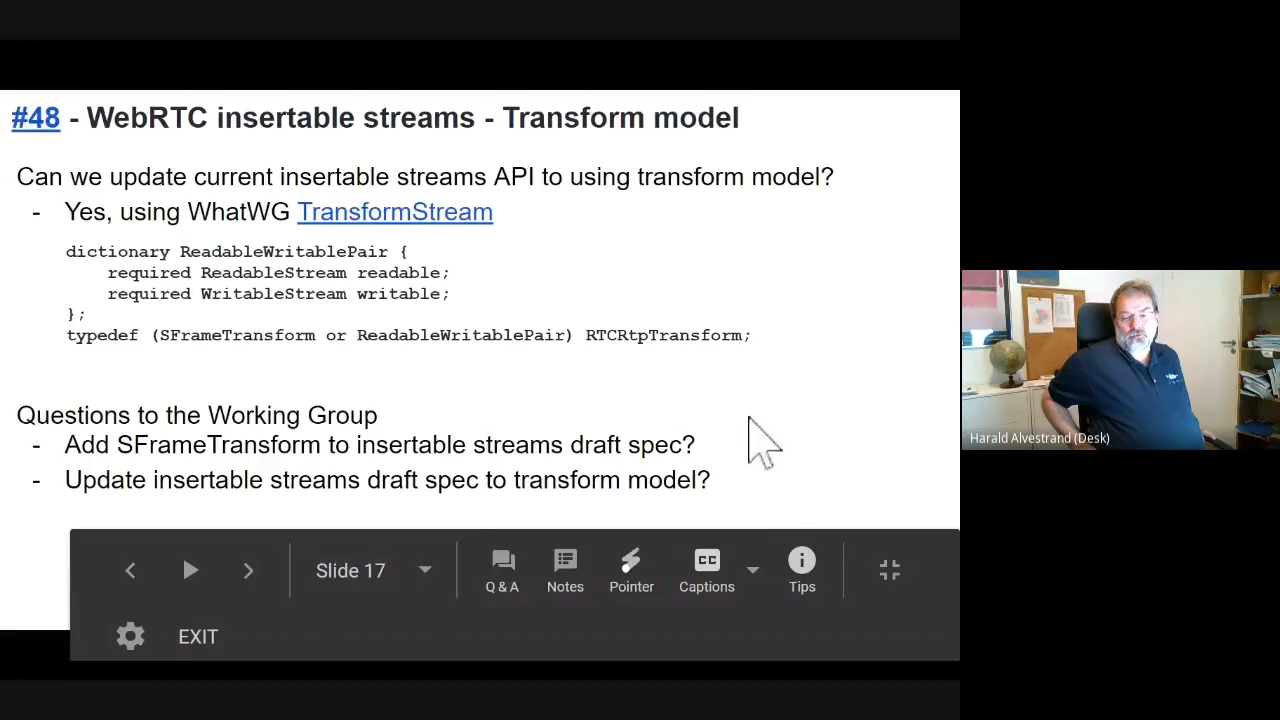 #48 - WebRTC insertable streams - Transform model
Can we update current insertable streams API to using transform model?
- Yes, using WhatWG TransformStream
dictionary ReadableWritablePair {
required ReadableStream readable;
required WritableStream writable;
};
typedef (SFrameTransform or ReadableWritablePair) RTCRtpTransform;
Questions to the Working Group
- Add SFrameTransform to insertable streams draft spec?
- Update insertable streams draft spec to transform model?
Slide 17
Q & A
Notes
Pointer
CC
Captions
Tips
EXIT
Harald Alvestrand (Desk)